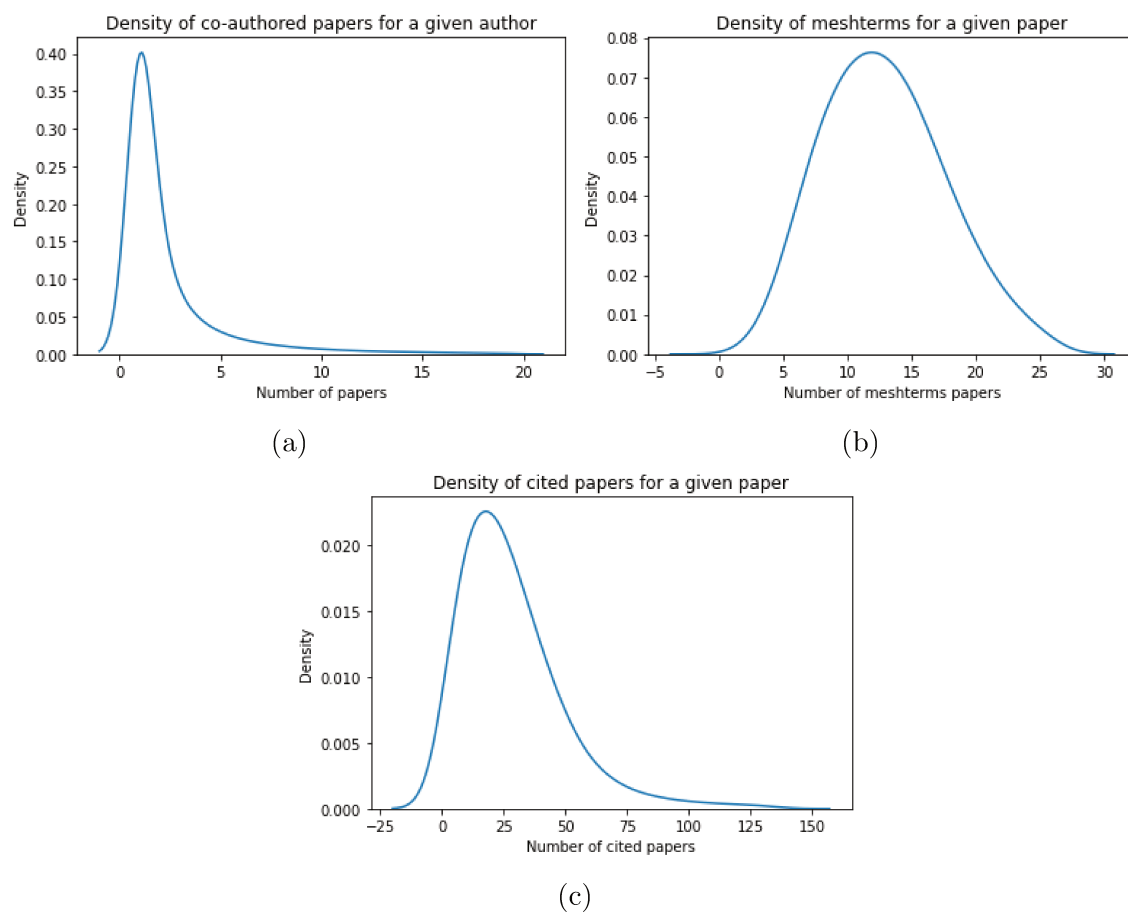 Density of co-authored papers for a given author
0.40
0.35
0.30
0.25
0.20
0.15
0.10
0.05
0.00
Density
0 5 10 15 20
Number of papers
(a)
Density of meshterms for a given paper
0.08
0.07
0.06
0.05
0.04
0.03
0.02
0.01
0.00
Density
−5 0 5 10 15 20 25 30
Number of meshterms papers
(b)
Density of cited papers for a given paper
0.020
0.015
0.010
0.005
0.000
Density
−25 0 25 50 75 100 125 150
Number of cited papers
(c)